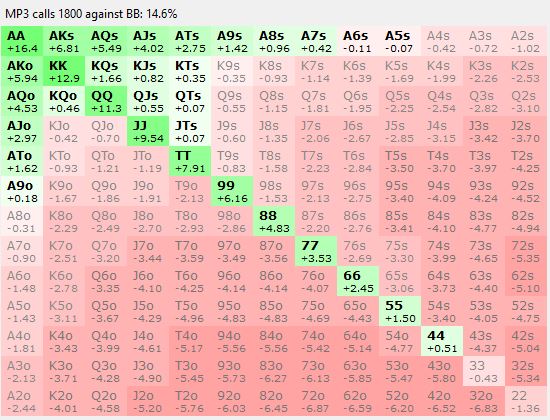 MP3 calls 1800 against BB: 14.6%
AA AKs AQs AJs ATs A9s A8s A7s A6s A5s A4s A3s A2s
+16.4 +6.81 +5.49 +4.02 +2.75 +1.42 +0.96 +0.42 -0.11 -0.07 -0.42 -0.72 -1.02
AKo KK KQs KJs KTs K9s K8s K7s K6s K5s K4s K3s K2s
+5.94 +12.9 +1.66 +0.82 +0.35 -0.35 -0.93 -1.14 -1.39 -1.69 -1.99 -2.26 -2.53
AQo KQo QQ QJs QTs Q9s Q8s Q7s Q6s Q5s Q4s Q3s Q2s
+4.53 +0.46 +11.3 +0.55 +0.07 -0.55 -1.15 -1.81 -1.95 -2.25 -2.54 -2.82 -3.10
AJo KJo QJo JJ JTs J9s J8s J7s J6s J5s J4s J3s J2s
+2.97 -0.42 -0.70 +9.54 +0.07 -0.60 -1.35 -2.06 -2.67 -2.85 -3.15 -3.42 -3.70
ATo KTo QTo JTo TT T9s T8s T7s T6s T5s T4s T3s T2s
+1.62 -0.93 -1.21 -1.19 +7.91 -0.83 -1.58 -2.23 -2.84 -3.50 -3.70 -3.97 -4.25
A9o K9o Q9o J9o T9o 99 98s 97s 96s 95s 94s 93s 92s
+0.18 -1.67 -1.86 -1.91 -2.13 +6.16 -1.53 -2.13 -2.75 -3.40 -4.09 -4.24 -4.52
A8o K8o Q8o J8o T8o 98o 88 87s 86s 85s 84s 83s 82s
-0.31 -2.29 -2.49 -2.70 -2.93 -2.86 +4.83 -2.20 -2.76 -3.41 -4.10 -4.77 -4.94
A7o K7o Q7o J7o T7o 97o 87o 77 76s 75s 74s 73s 72s
-0.90 -2.51 -3.20 -3.44 -3.59 -3.49 -3.56 +3.53 -2.69 -3.30 -3.99 -4.65 -5.35
A6o K6o Q6o J6o T6o 96o 86o 76o 66 65s 64s 63s 62s
-1.48 -2.78 -3.35 -4.10 -4.25 -4.14 -4.14 -4.07 +2.45 -3.06 -3.73 -4.40 -5.10
A5o K5o Q5o J5o T5o 95o 85o 75o 65o 55 54s 53s 52s
-1.43 -3.11 -3.67 -4.29 -4.96 -4.83 -4.83 -4.69 -4.43 +1.50 -3.40 -4.05 -4.75
A4o K4o Q4o J4o T4o 94o 84o 74o 64o 54o 44 43s 42s
-1.81 -3.43 -3.99 -4.61 -5.17 -5.56 -5.56 -5.42 -5.14 -4.77 +0.51 -4.37 -5.04
A3o K3o Q3o J3o T3o 93o 83o 73o 63o 53o 43o 33 32s
-2.13 -3.71 -4.28 -4.90 -5.45 -5.73 -6.27 -6.13 -5.85 -5.47 -5.80 -0.43 -5.34
A2o K2o Q2o J2o T2o 92o 82o 72o 62o 52o 42o 32o 22
-2.44 -4.01 -4.58 -5.20 -5.76 -6.03 -6.45 -6.87 -6.59 -6.20 -6.52 -6.83 -1.36